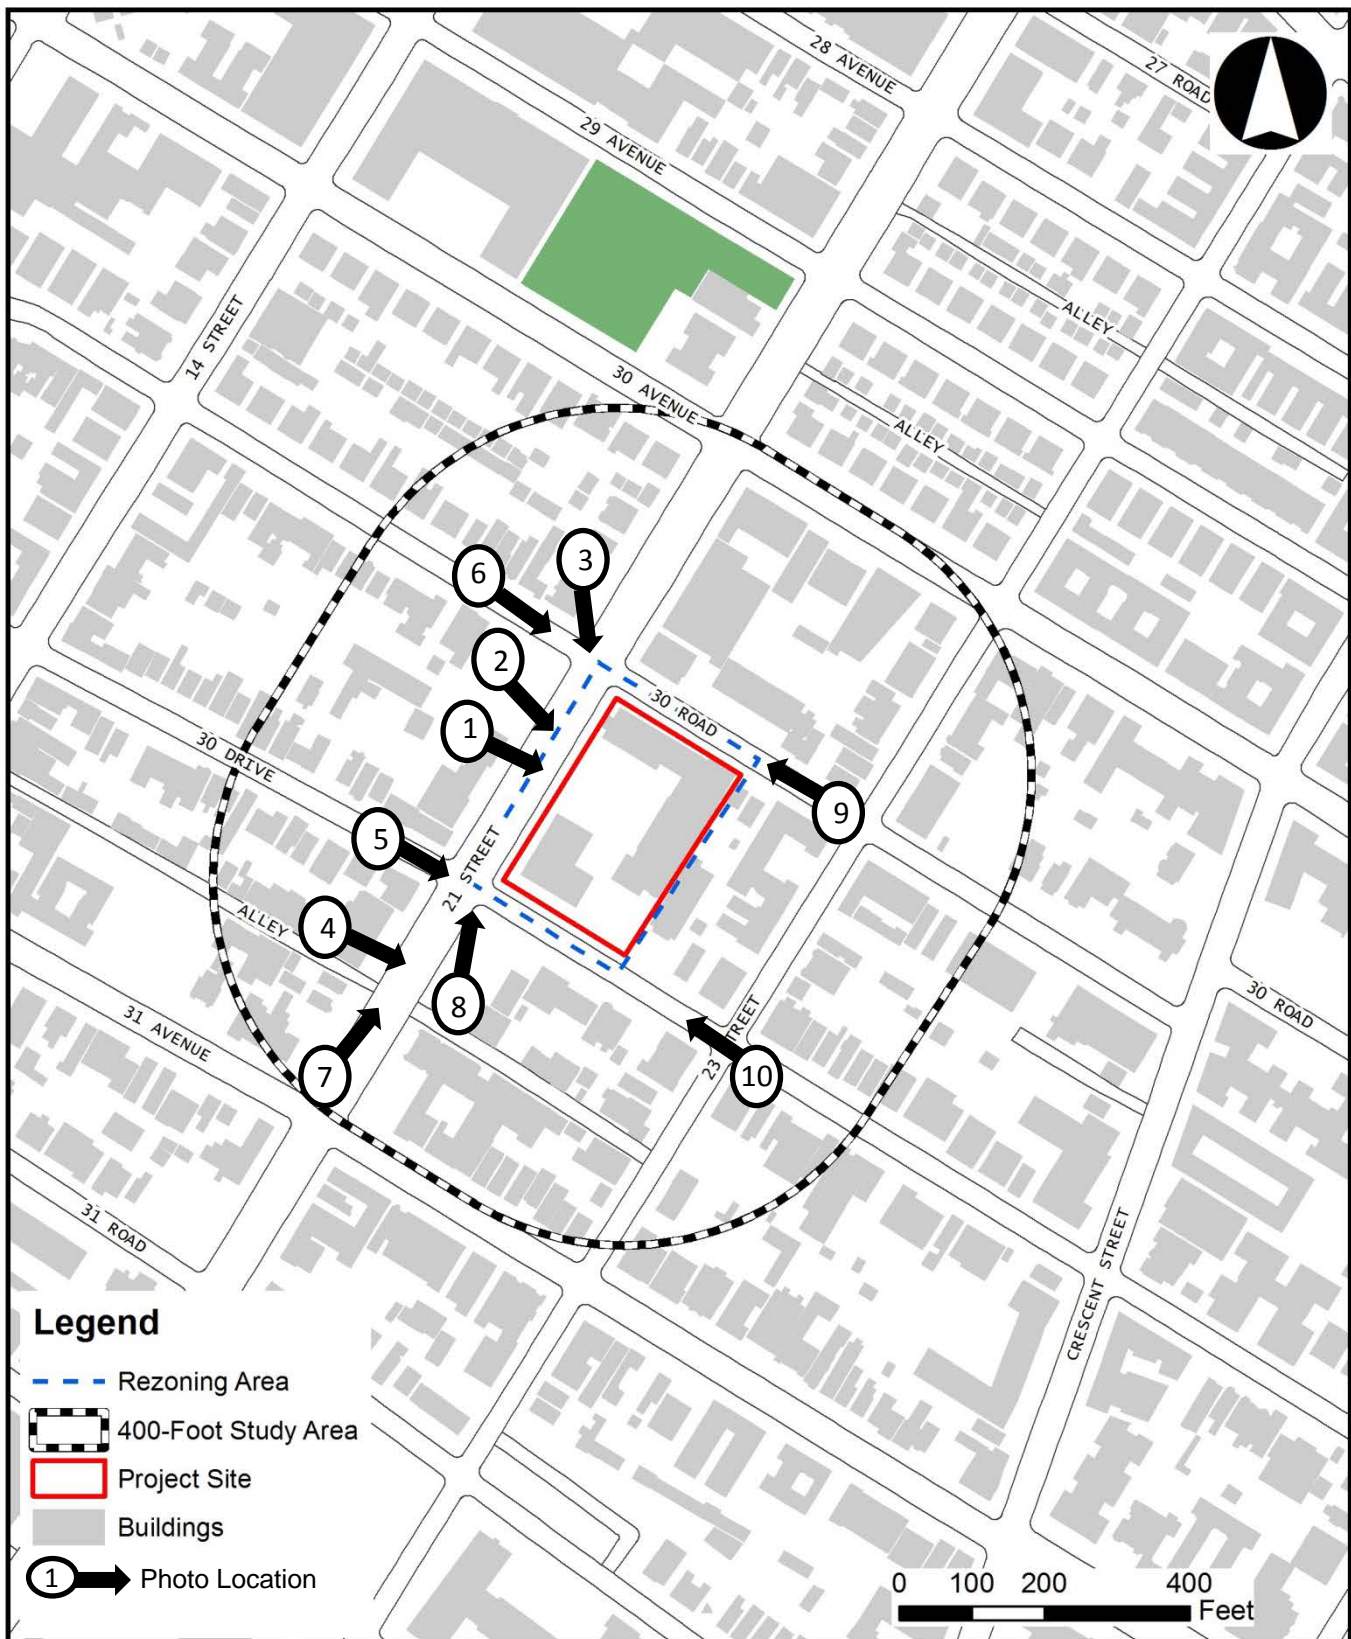 28 AVENUE
27 ROAD
29 AVENUE
ALLEY
14 STREET
30 AVENUE
ALLEY
3
6
2
30 ROAD
1
30 DRIVE
9
5
21 STREET
ALLEY
4
30 ROAD
8
31 AVENUE
23 STREET
7
10
31 ROAD
CRESCENT STREET
Legend
Rezoning Area
400-Foot Study Area
Project Site
Buildings
1 Photo Location
0 100 200 400
Feet